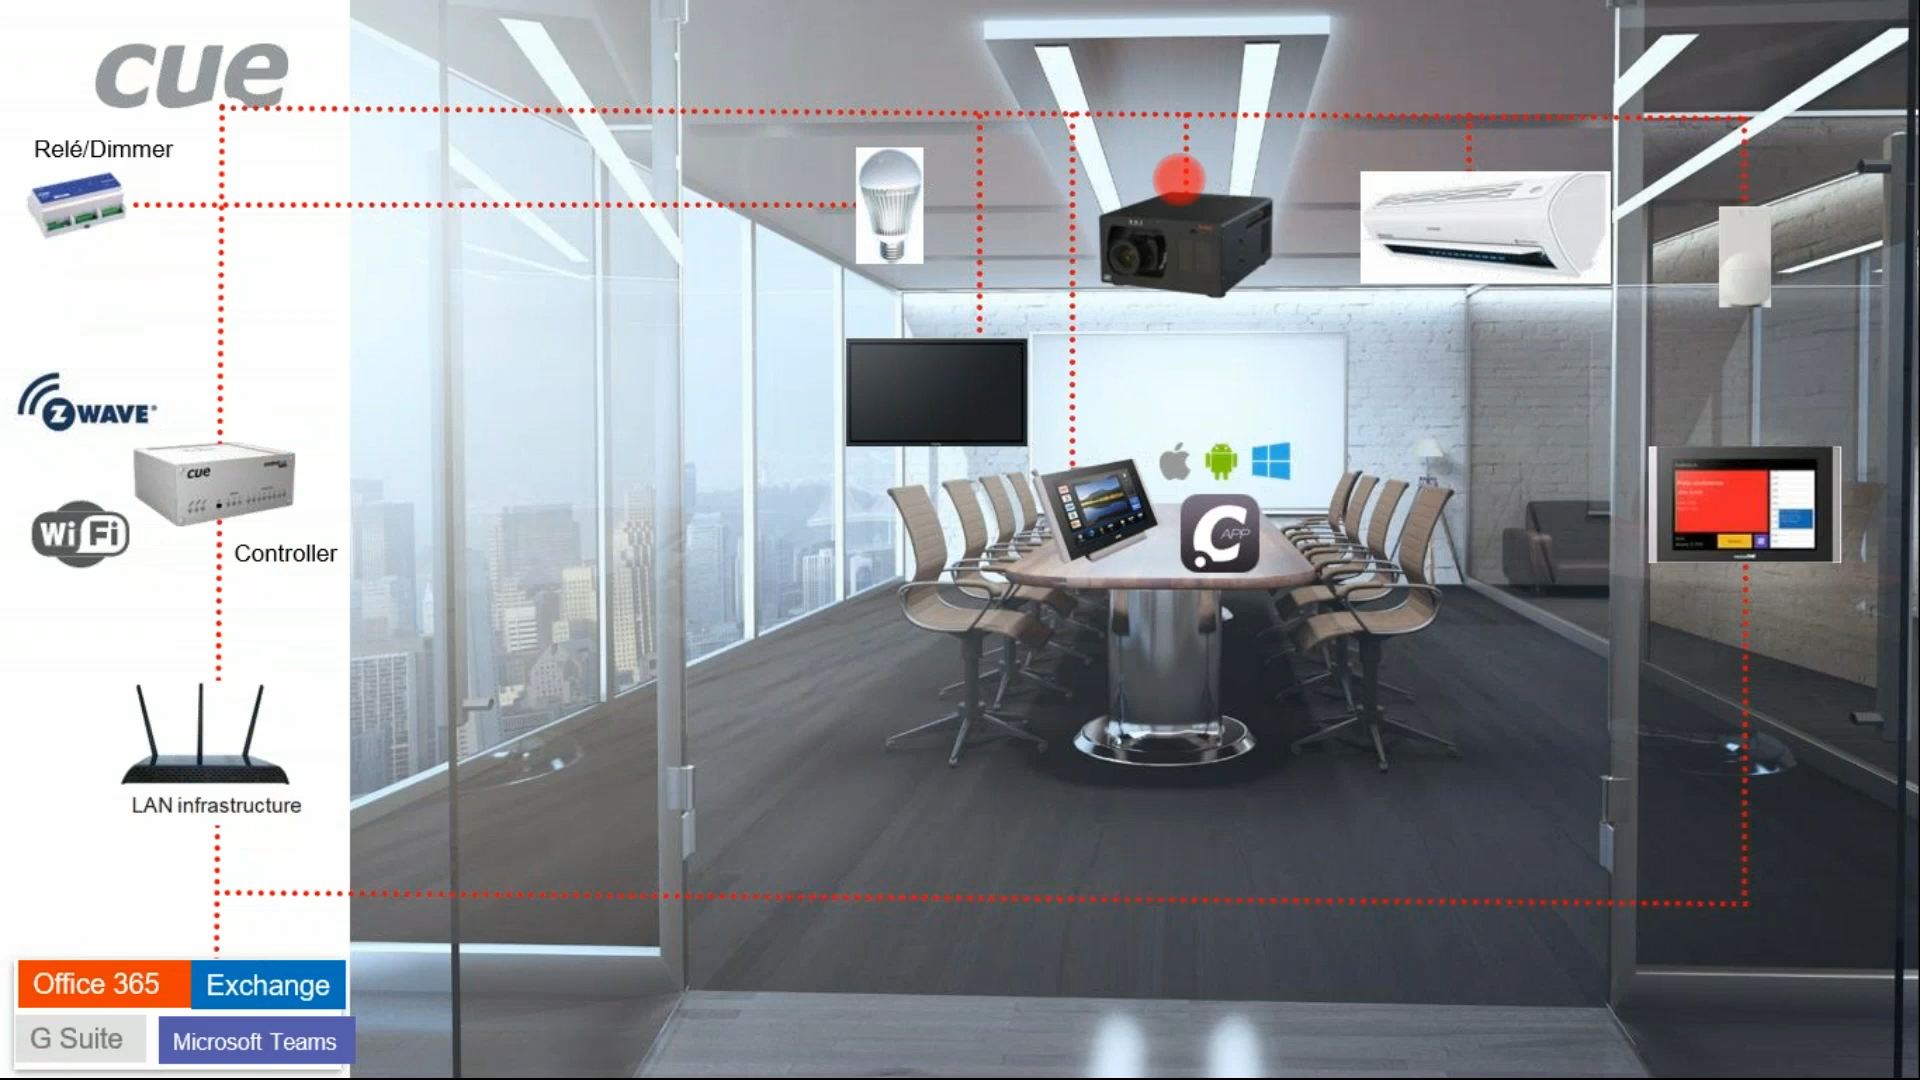 cue
Relé/Dimmer
Z WAVE
cue
Wi Fi
Controller
APP
LAN infrastructure
Office 365
Exchange
G Suite
Microsoft Teams